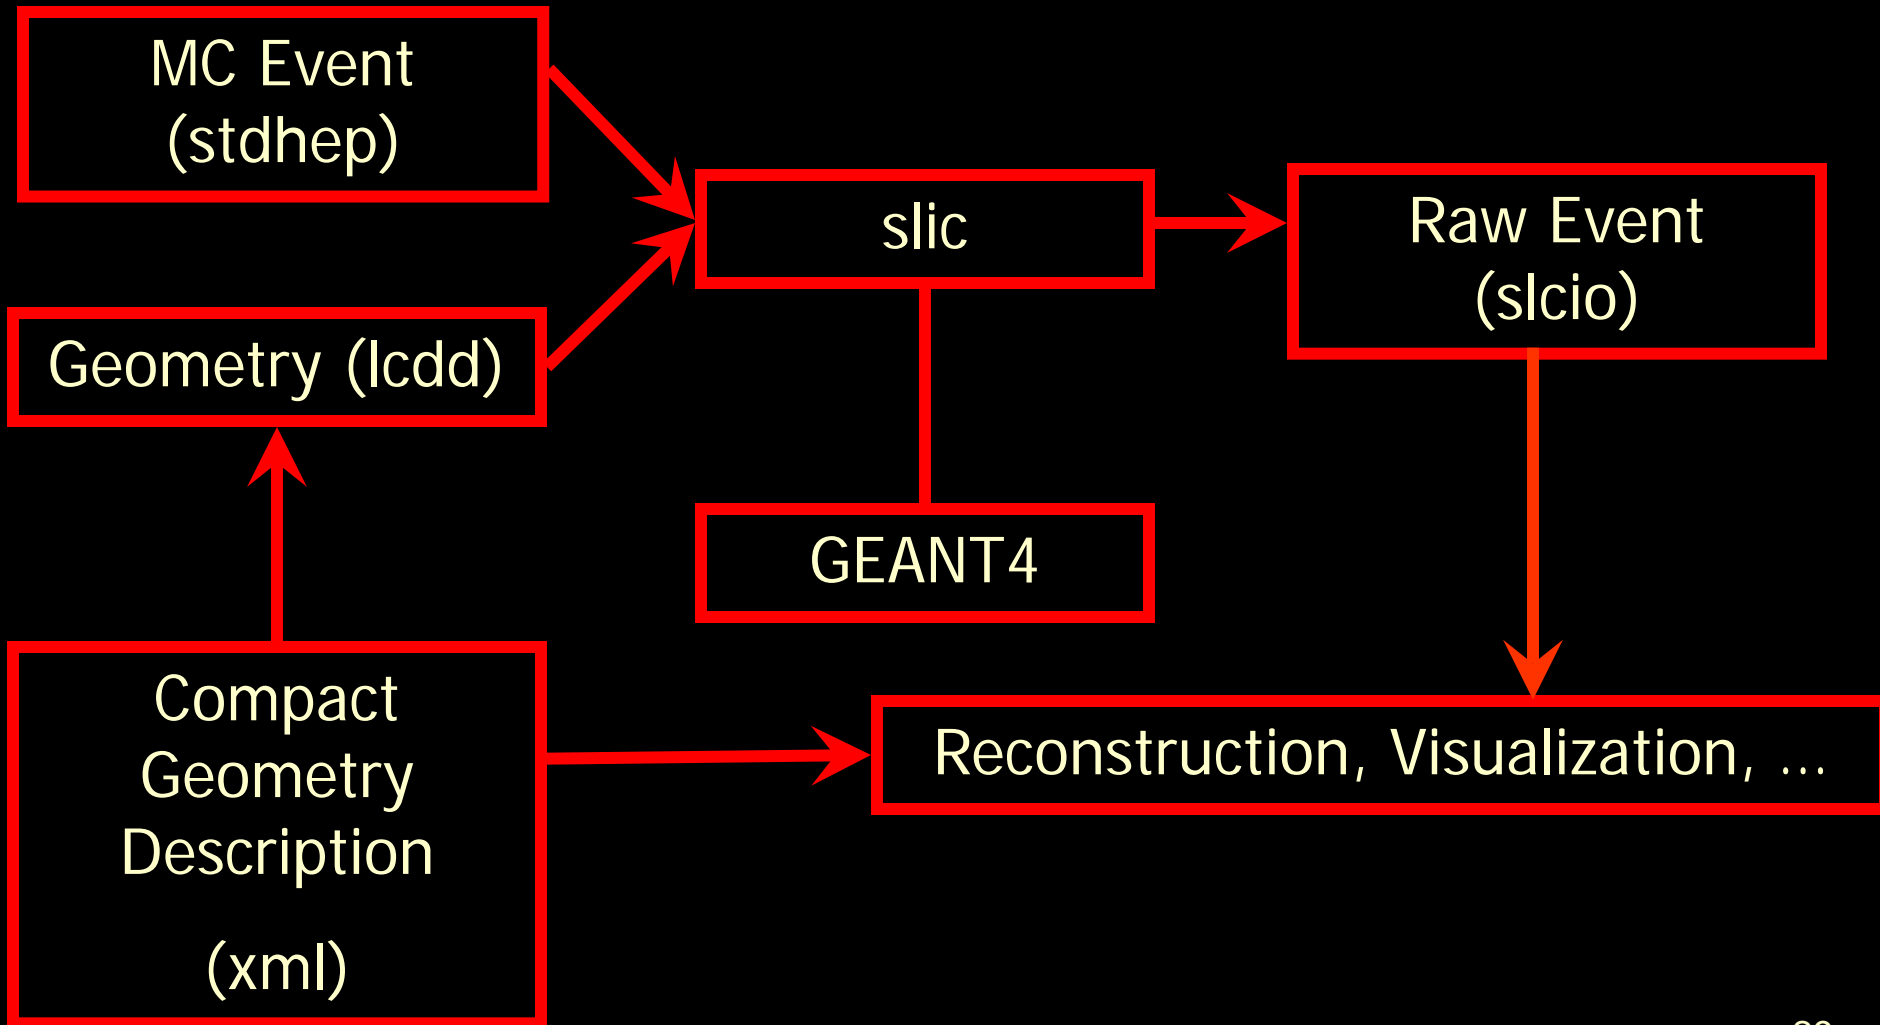 MC Event
(stdhep)
slic
Raw Event
(slcio)
Geometry (lcdd)
GEANT4
Compact
Geometry
Description
(xml)
Reconstruction, Visualization, ...